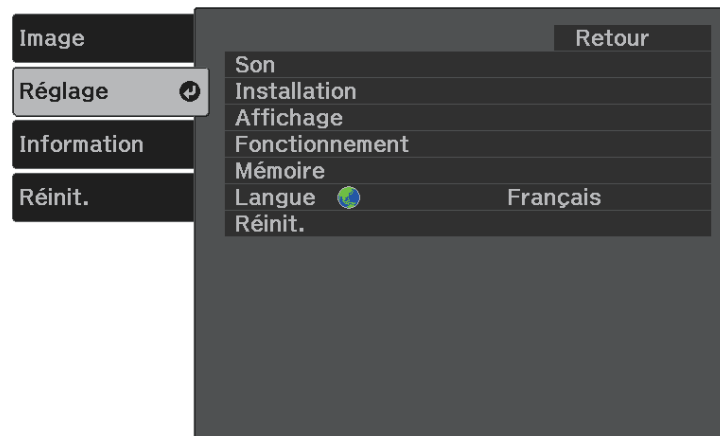 Image
Réglage
Information
Réinit.
Retour
Son
Installation
Affichage
Fonctionnement
Mémoire
Langue Français
Réinit.